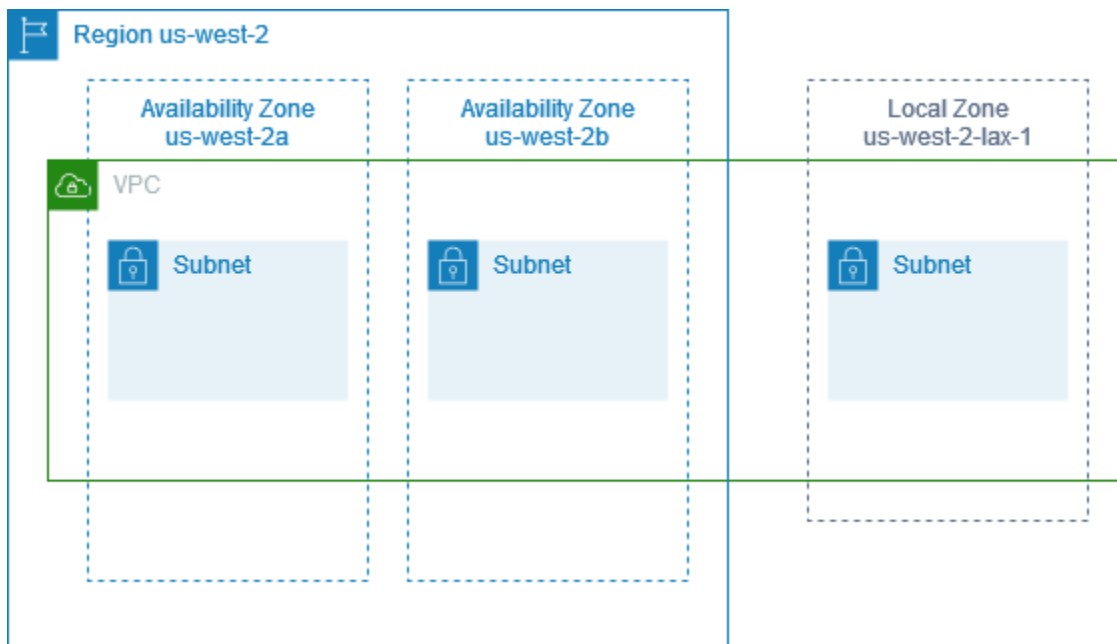 Region us-west-2
Availability Zone
us-west-2a
Availability Zone
us-west-2b
Local Zone
us-west-2-lax-1
VPC
Subnet
Subnet
Subnet